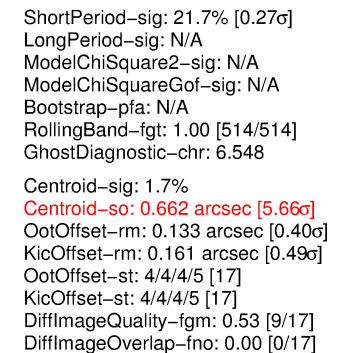 ShortPeriod−sig: 21.7% [0.27σ]
LongPeriod−sig: N/A
ModelChiSquare2−sig: N/A
ModelChiSquareGof−sig: N/A
Bootstrap−pfa: N/A
RollingBand−fgt: 1.00 [514/514]
GhostDiagnostic−chr: 6.548
Centroid−sig: 1.7%
Centroid−so: 0.662 arcsec [5.66σ]
OotOffset−rm: 0.133 arcsec [0.40σ]
KicOffset−rm: 0.161 arcsec [0.49σ]
OotOffset−st: 4/4/4/5 [17]
KicOffset−st: 4/4/4/5 [17]
DiffImageQuality−fgm: 0.53 [9/17]
DiffImageOverlap−fno: 0.00 [0/17]